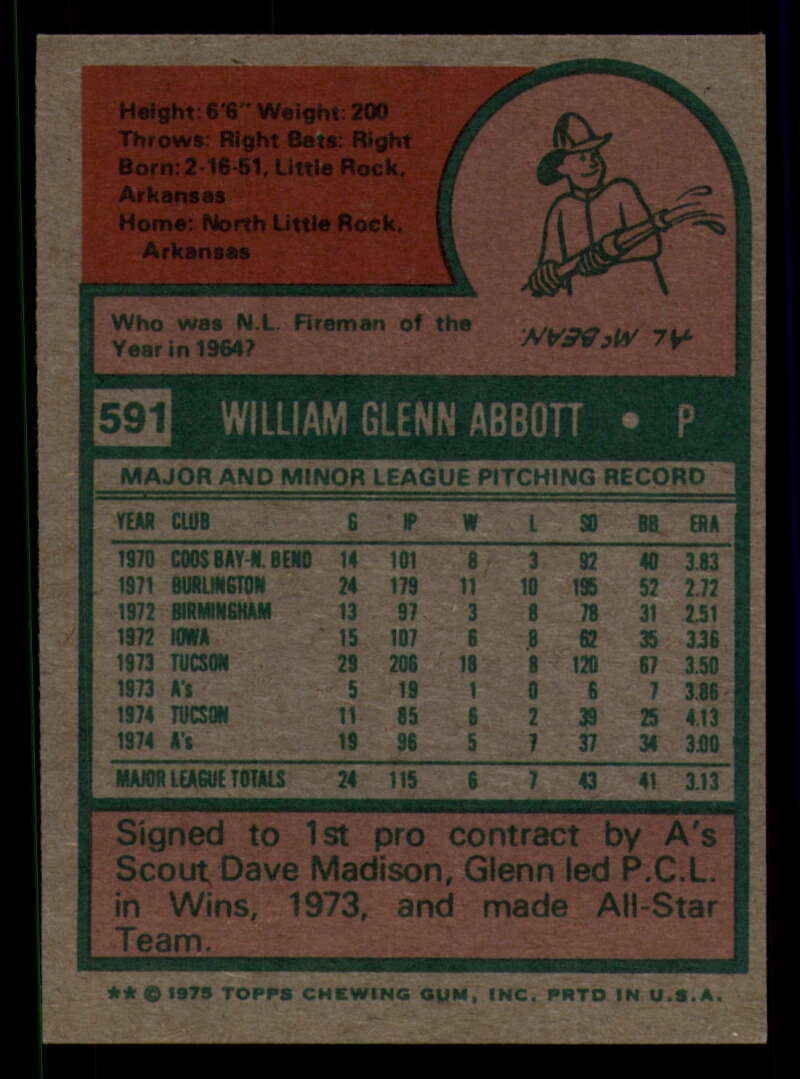 Height: 6'6" Weight: 200
Throws: Right Bats: Right
Born: 2-16-51, Little Rock,
Arkansas
Home: North Little Rock,
Arkansas
Who was N.L. Fireman of the
Year in 1964?
AL McBEAN.
591 WILLIAM GLENN ABBOTT • P
MAJOR AND MINOR LEAGUE PITCHING RECORD
YEAR CLUB G IP W L SO BB ERA
1970 COOS BAY-N. BEND 14 101 8 3 92 40 3.83
1971 BURLINGTON 24 179 11 10 195 52 2.72
1972 BIRMINGHAM 13 97 3 8 78 31 2.51
1972 IOWA 15 107 6 8 62 35 3.36
1973 TUCSON 29 206 18 8 120 67 3.50
1973 A's 5 19 1 0 6 7 3.86
1974 TUCSON 11 85 6 2 39 25 4.13
1974 A's 19 96 5 7 37 34 3.00
MAJOR LEAGUE TOTALS 24 115 6 7 43 41 3.13
Signed to 1st pro contract by A's
Scout Dave Madison, Glenn led P.C.L.
in Wins, 1973, and made All-Star
Team.
** © 1975 TOPPS CHEWING GUM, INC. PRTD IN U.S.A.